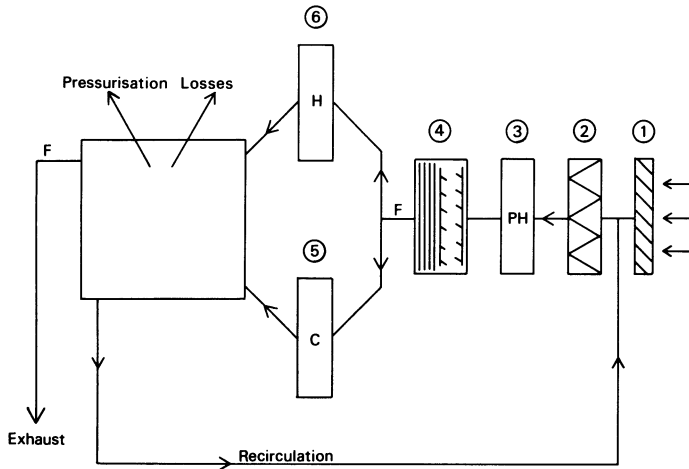 ⑥
Pressurisation Losses
H
④ ③ ② ①
F
F
PH
⑤
C
Exhaust
Recirculation